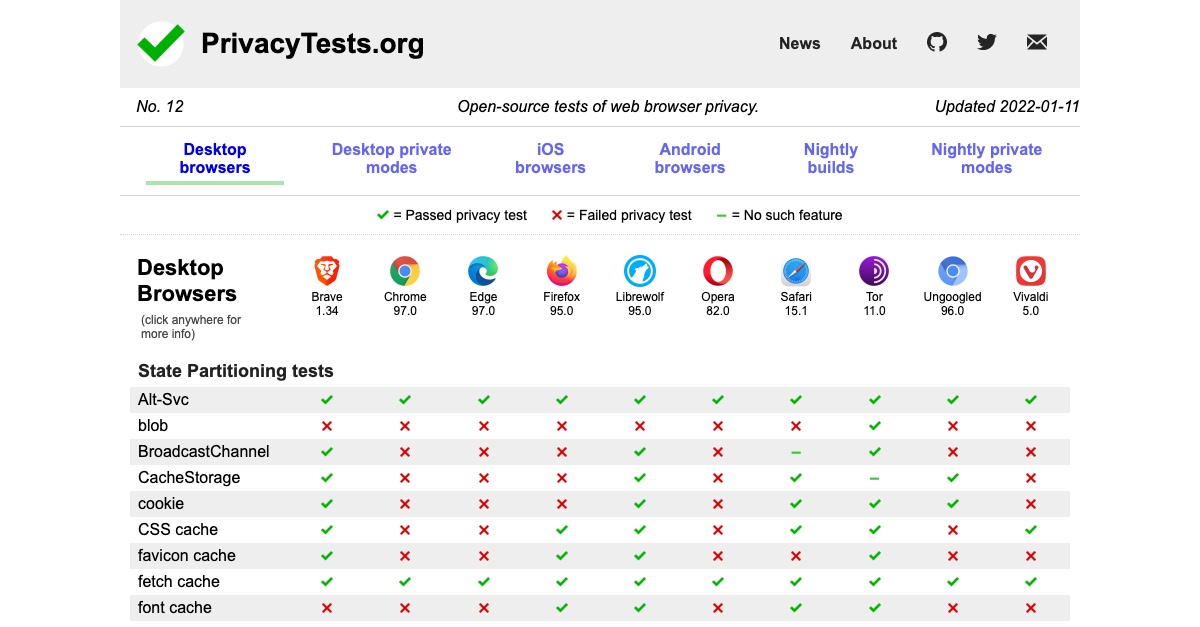 PrivacyTests.org
News About
No. 12 Open-source tests of web browser privacy. Updated 2022-01-11
Desktop browsers Desktop private modes iOS browsers Android browsers Nightly builds Nightly private modes
✓ = Passed privacy test ✕ = Failed privacy test – = No such feature
Desktop Browsers
(click anywhere for more info)
Brave 1.34
Chrome 97.0
Edge 97.0
Firefox 95.0
Librewolf 95.0
Opera 82.0
Safari 15.1
Tor 11.0
Ungoogled 96.0
Vivaldi 5.0
State Partitioning tests
Alt-Svc ✓ ✓ ✓ ✓ ✓ ✓ ✓ ✓ ✓ ✓
blob ✕ ✕ ✕ ✕ ✕ ✕ ✕ ✓ ✕ ✕
BroadcastChannel ✓ ✕ ✕ ✕ ✓ ✕ – ✓ ✕ ✕
CacheStorage ✓ ✕ ✕ ✕ ✓ ✕ ✓ – ✓ ✕
cookie ✓ ✕ ✕ ✕ ✓ ✕ ✓ ✓ ✓ ✕
CSS cache ✓ ✕ ✕ ✓ ✓ ✕ ✓ ✓ ✕ ✓
favicon cache ✓ ✕ ✕ ✓ ✓ ✕ ✕ ✓ ✕ ✕
fetch cache ✓ ✓ ✓ ✓ ✓ ✓ ✓ ✓ ✓ ✓
font cache ✕ ✕ ✕ ✓ ✓ ✕ ✓ ✓ ✕ ✕